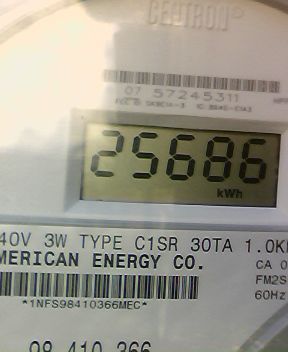 CENTRON
07 57245311
25686
kWh
40V 3W TYPE C1SR 30TA 1.0K
MERICAN ENERGY CO.
CA 0
FM2S
60Hz
*1NFS98410366MEC*
98 410 366